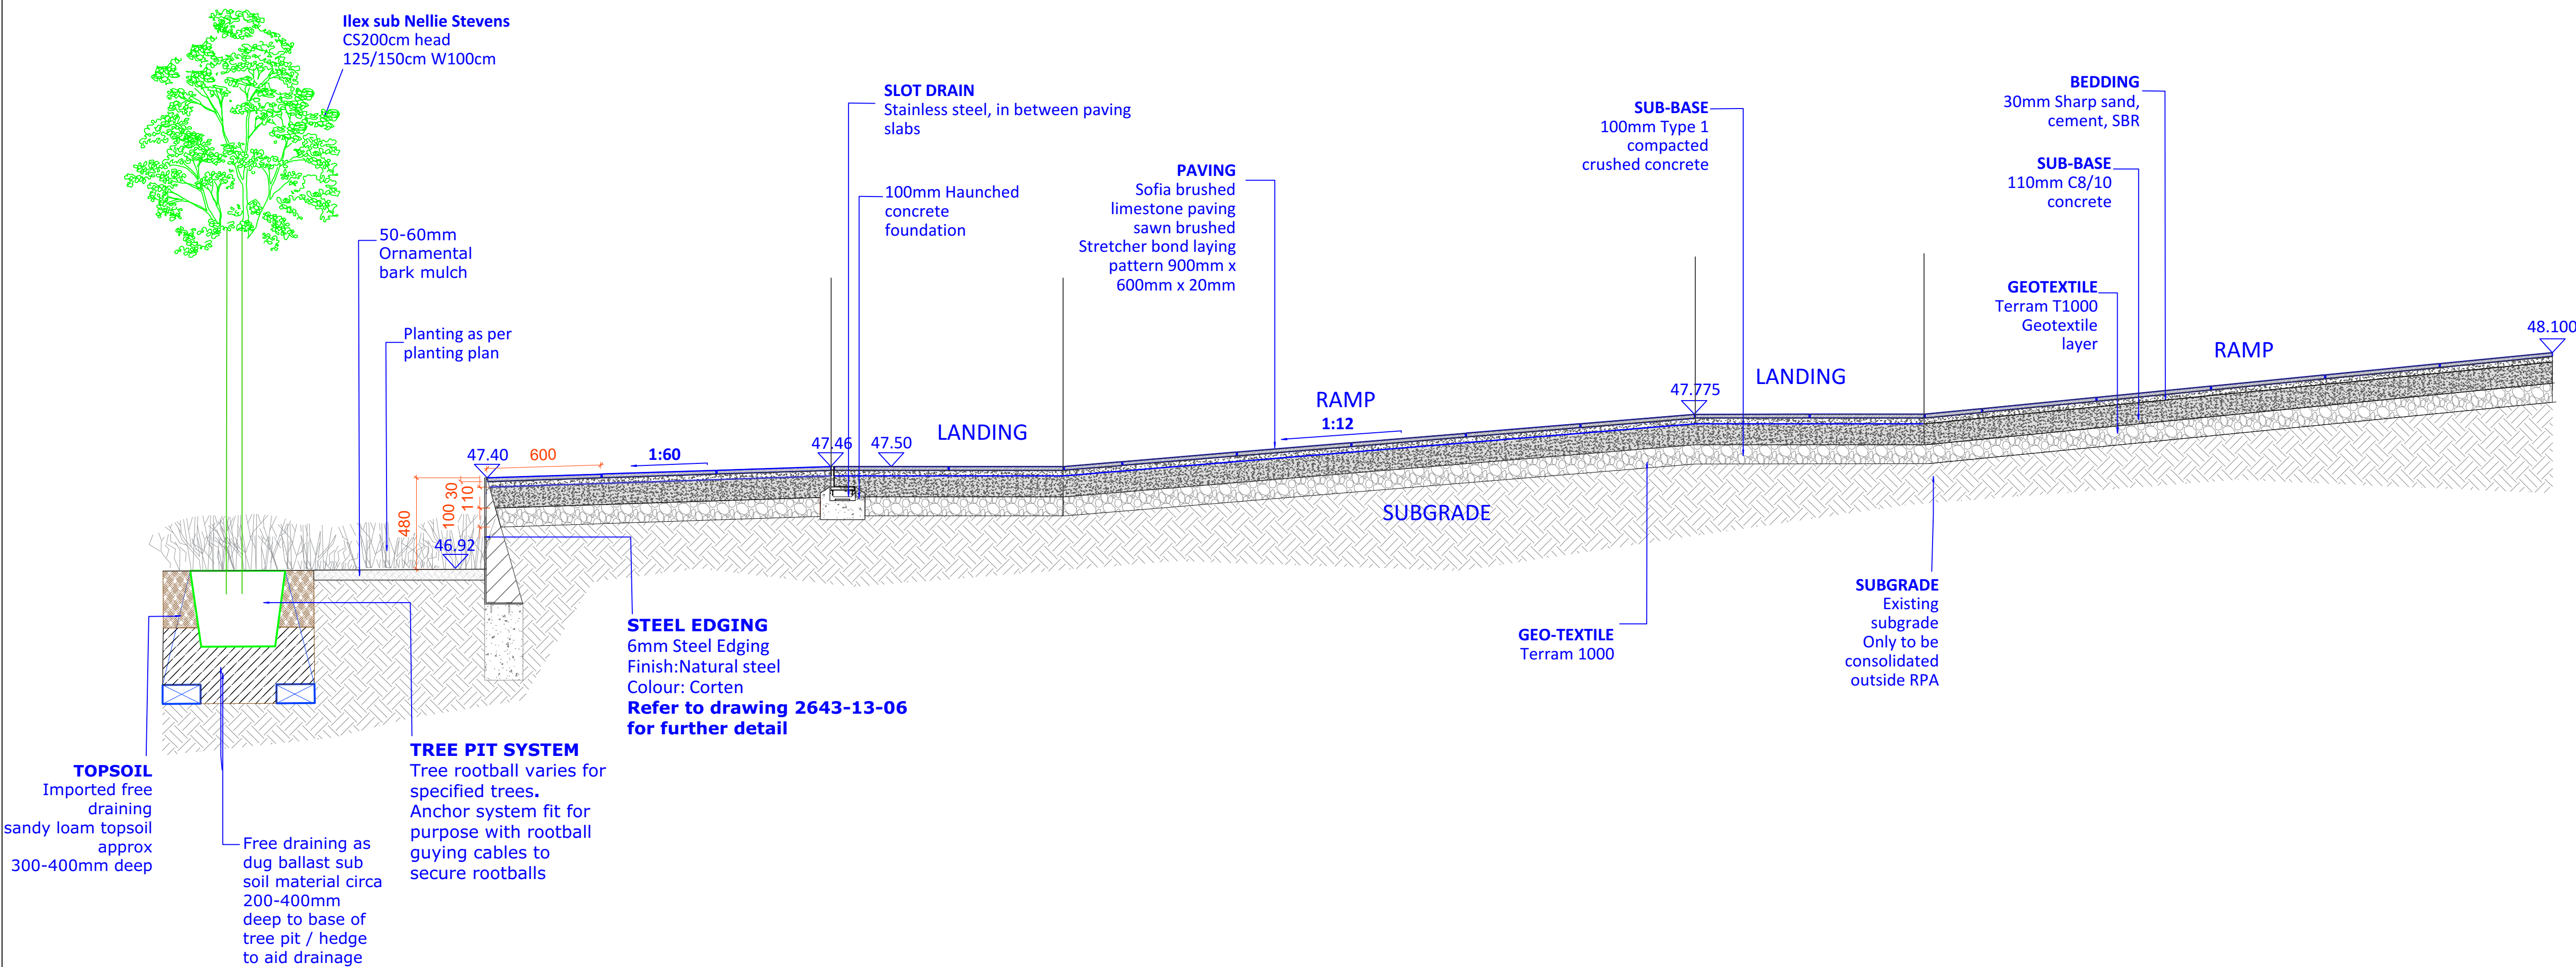 Ilex sub Nellie Stevens
CS200cm head
125/150cm W100cm
50-60mm
Ornamental
bark mulch
Planting as per
planting plan
SLOT DRAIN
Stainless steel, in between paving
slabs
100mm Haunched
concrete
foundation
PAVING
Sofia brushed
limestone paving
sawn brushed
Stretcher bond laying
pattern 900mm x
600mm x 20mm
SUB-BASE
100mm Type 1
compacted
crushed concrete
BEDDING
30mm Sharp sand,
cement, SBR
SUB-BASE
110mm C8/10
concrete
GEOTEXTILE
Terram T1000
Geotextile
layer
48.100
RAMP
LANDING
47.775
RAMP
1:12
LANDING
47.46
47.50
1:60
600
47.40
480
100
30
110
46.92
SUBGRADE
STEEL EDGING
6mm Steel Edging
Finish:Natural steel
Colour: Corten
Refer to drawing 2643-13-06
for further detail
GEO-TEXTILE
Terram 1000
SUBGRADE
Existing
subgrade
Only to be
consolidated
outside RPA
TOPSOIL
Imported free
draining
sandy loam topsoil
approx
300-400mm deep
Free draining as
dug ballast sub
soil material circa
200-400mm
deep to base of
tree pit / hedge
to aid drainage
TREE PIT SYSTEM
Tree rootball varies for
specified trees.
Anchor system fit for
purpose with rootball
guying cables to
secure rootballs